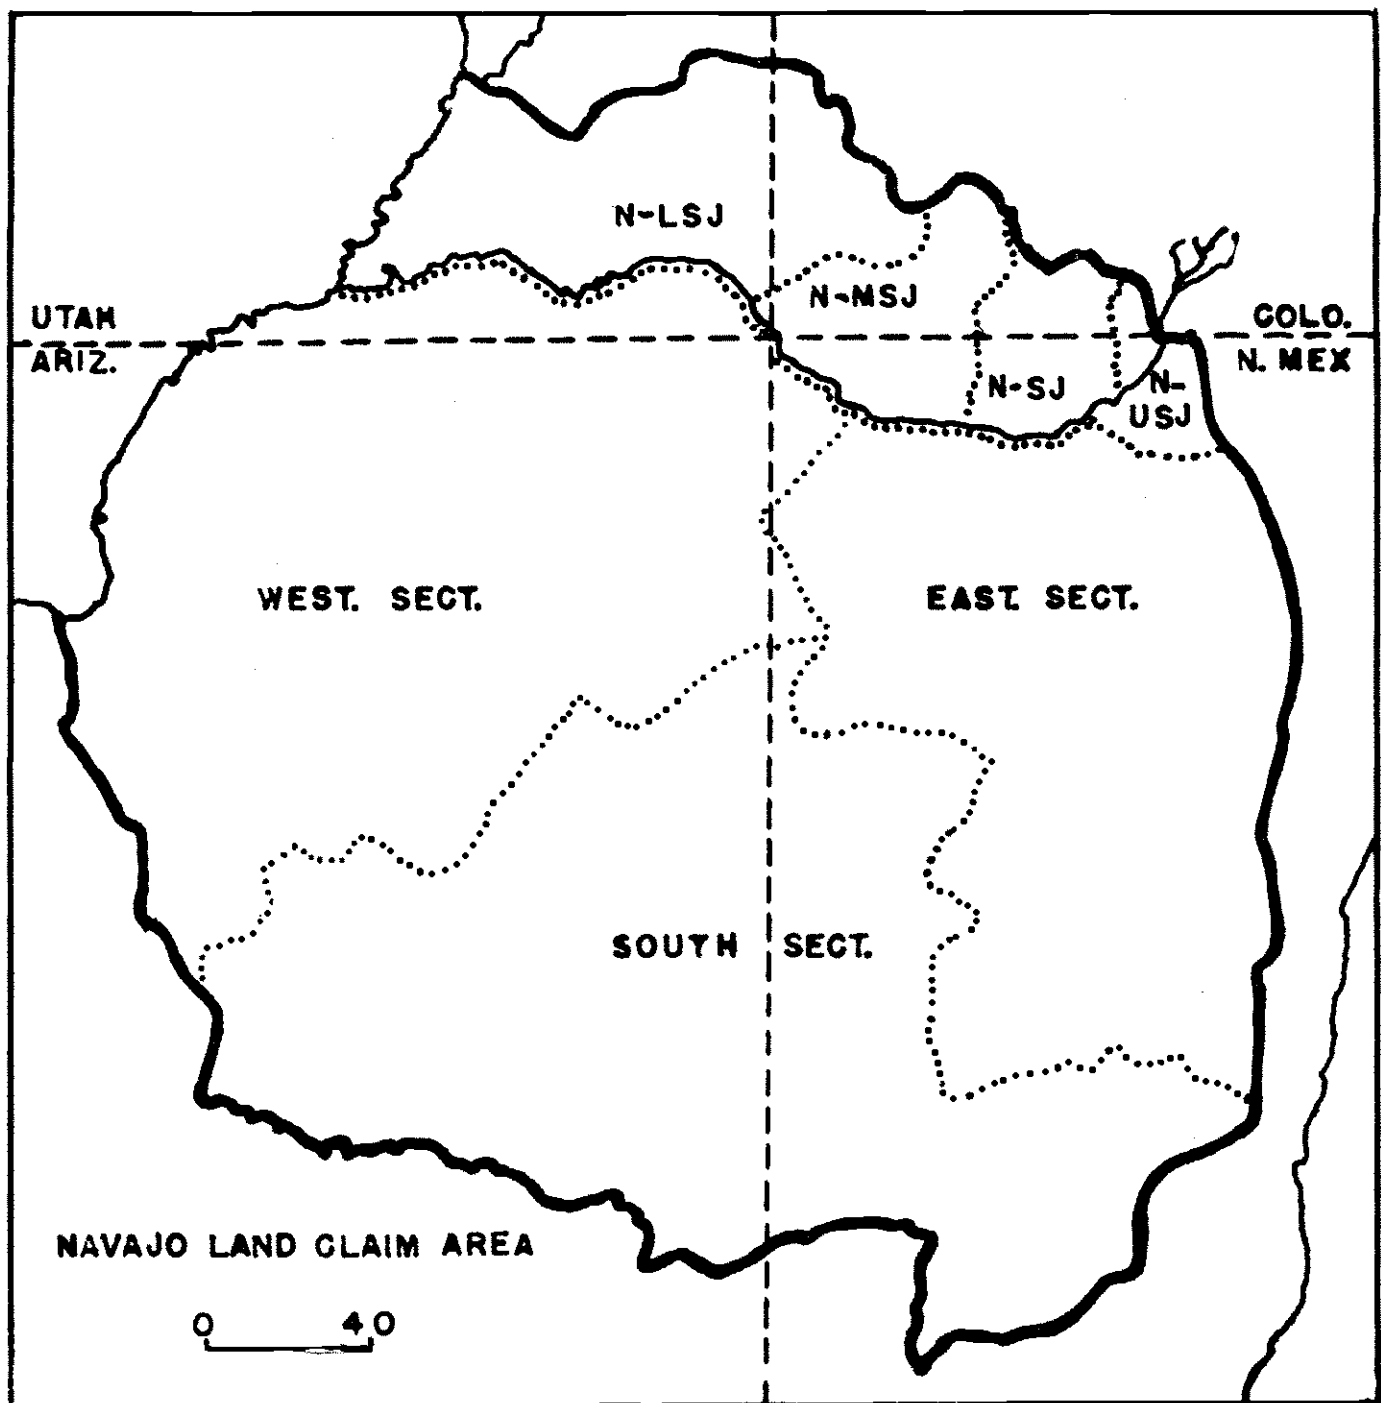 N-LSJ
N-MSJ
UTAH
COLO.
ARIZ.
N. MEX
N-SJ
N-
USJ
WEST. SECT.
EAST. SECT.
SOUTH SECT.
NAVAJO LAND CLAIM AREA
0 40